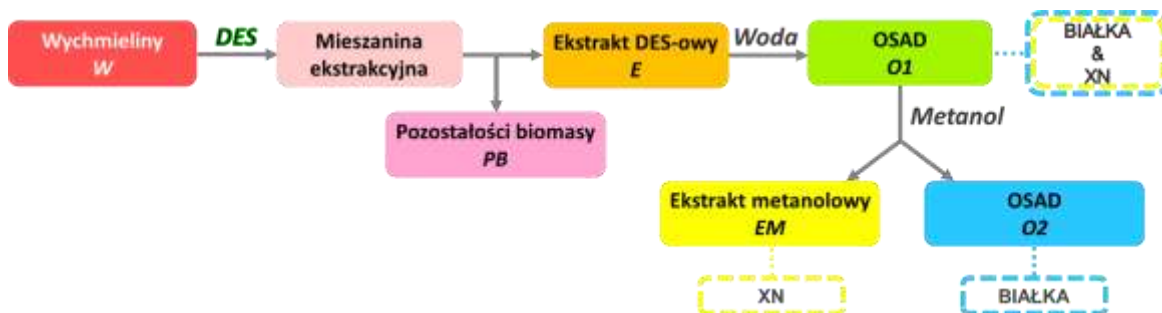 Wychmieliny
W
DES
Mieszanina
ekstrakcyjna
Ekstrakt DES-owy
E
Woda
OSAD
O1
BIAŁKA
&
XN
Pozostałości biomasy
PB
Metanol
Ekstrakt metanolowy
EM
OSAD
O2
XN
BIAŁKA